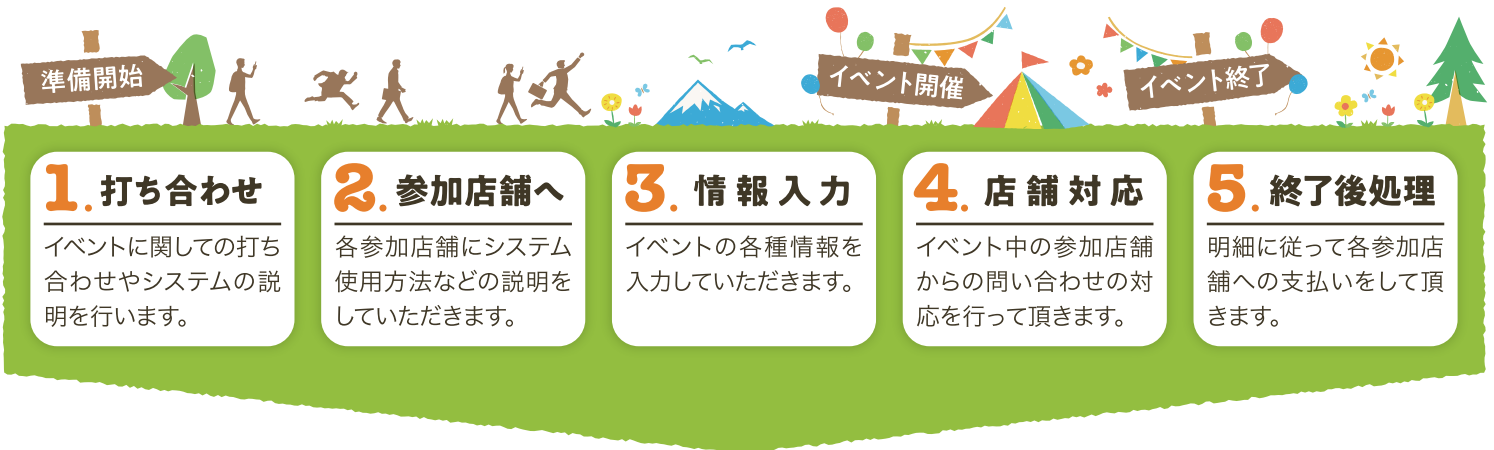 準備開始
イベント開催
イベント終了
1. 打ち合わせ
イベントに関しての打ち
合わせやシステムの説
明を行います。
2. 参加店舗へ
各参加店舗にシステム
使用方法などの説明を
していただきます。
3. 情報入力
イベントの各種情報を
入力していただきます。
4. 店舗対応
イベント中の参加店舗
からの問い合わせの対
応を行って頂きます。
5. 終了後処理
明細に従って各参加店
舗への支払いをして頂
きます。